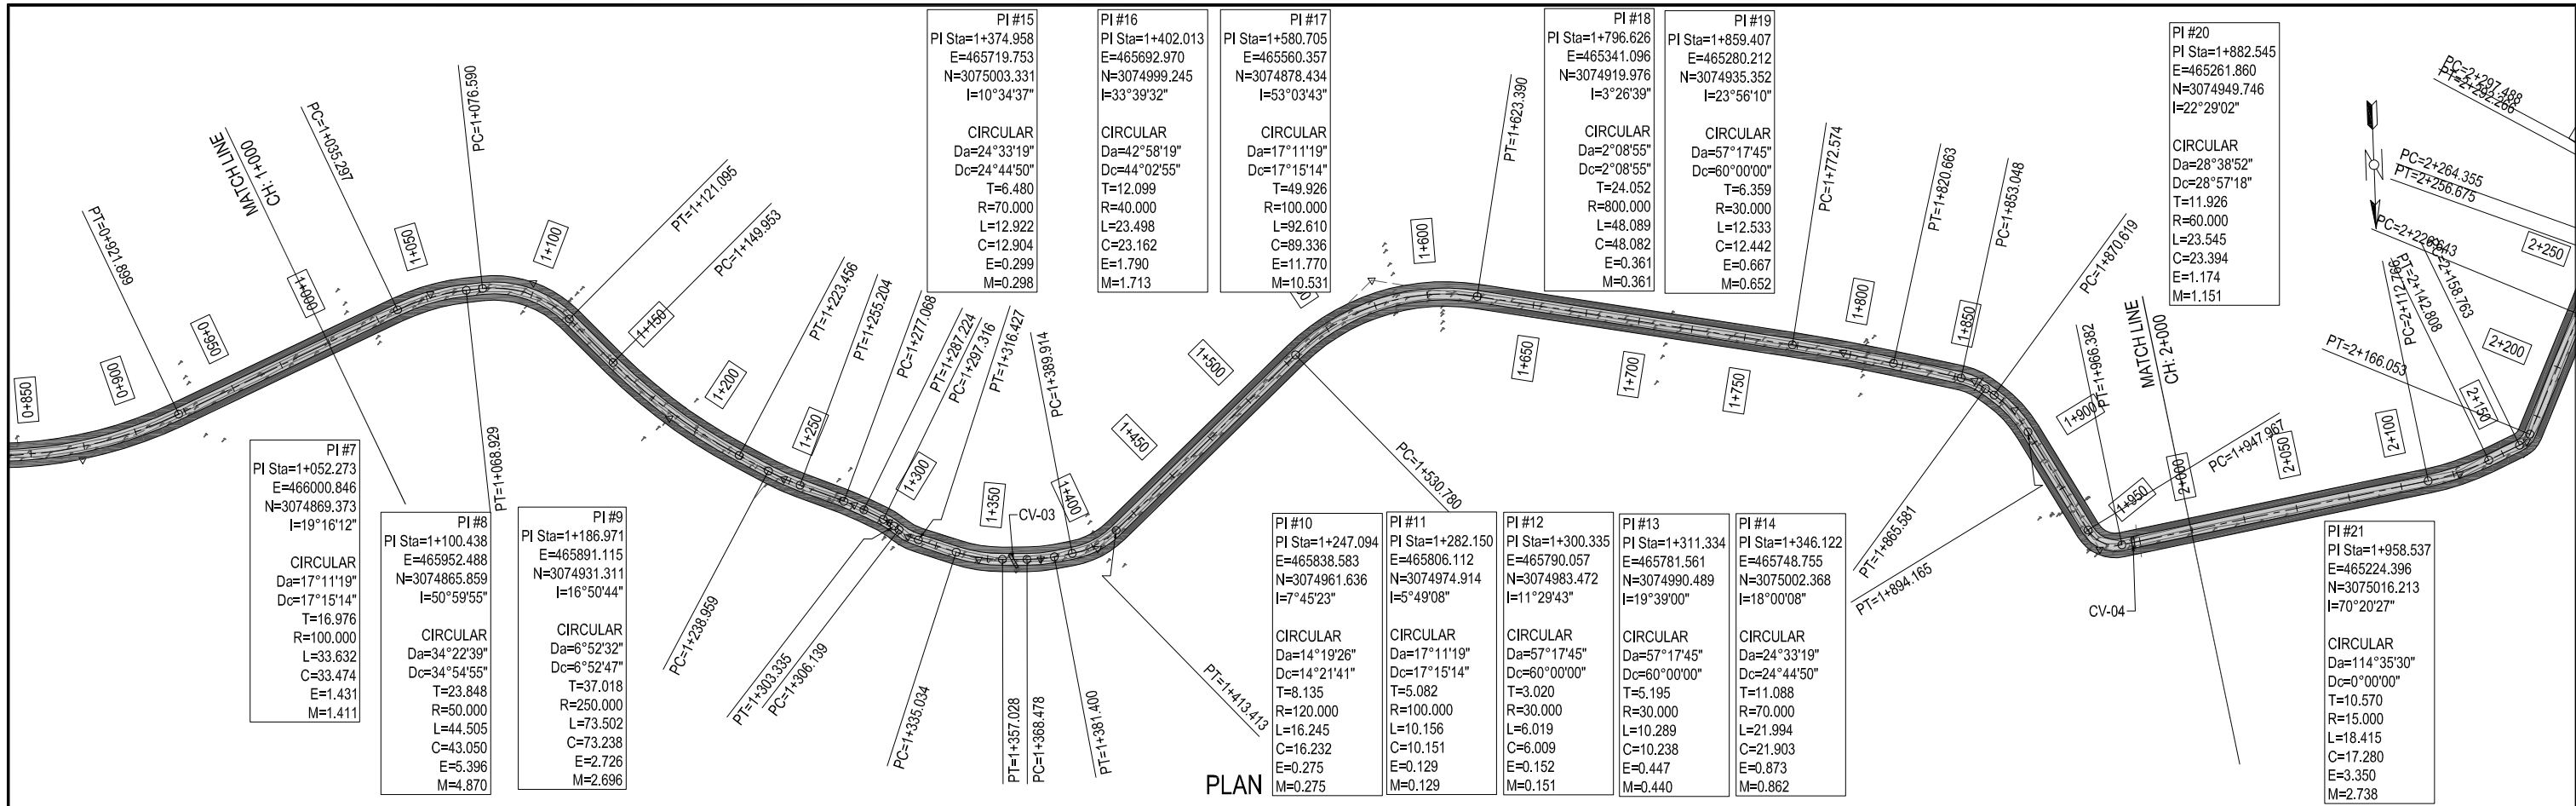 PI #15
PI Sta=1+374.958
E=465719.753
N=3075003.331
I=10°34'37"
CIRCULAR
Da=24°33'19"
Dc=24°44'50"
T=6.480
R=70.000
L=12.922
C=12.904
E=0.299
M=0.298
PI #16
PI Sta=1+402.013
E=465692.970
N=3074999.245
I=33°39'32"
CIRCULAR
Da=42°58'19"
Dc=44°02'55"
T=12.099
R=40.000
L=23.498
C=23.162
E=1.790
M=1.713
PI #17
PI Sta=1+580.705
E=465560.357
N=3074878.434
I=53°03'43"
CIRCULAR
Da=17°11'19"
Dc=17°15'14"
T=49.926
R=100.000
L=92.610
C=89.336
E=11.770
M=10.531
PI #18
PI Sta=1+796.626
E=465341.096
N=3074919.976
I=3°26'39"
CIRCULAR
Da=2°08'55"
Dc=2°08'55"
T=24.052
R=800.000
L=48.089
C=48.082
E=0.361
M=0.361
PI #19
PI Sta=1+859.407
E=465280.212
N=3074935.352
I=23°56'10"
CIRCULAR
Da=57°17'45"
Dc=60°00'00"
T=6.359
R=30.000
L=12.533
C=12.442
E=0.667
M=0.652
PI #20
PI Sta=1+882.545
E=465261.860
N=3074949.746
I=22°29'02"
CIRCULAR
Da=28°38'52"
Dc=28°57'18"
T=11.926
R=60.000
L=23.545
C=23.394
E=1.174
M=1.151
PT=0+921.899
MATCH LINE
CH: 1+000
PC=1+035.297
PC=1+076.590
PT=1+121.095
PC=1+149.953
PT=1+223.456
PT=1+255.204
PC=1+277.068
PT=1+287.224
PC=1+297.316
PT=1+316.427
PC=1+389.914
PT=1+623.390
PC=1+772.574
PT=1+820.663
PC=1+853.048
PC=1+870.619
PT=1+966.382
MATCH LINE
CH: 2+000
PC=2+297.488
PT=2+292.266
PC=2+264.355
PT=2+256.675
PC=2+226.643
PC=2+158.763
PT=2+142.808
PC=2+112.766
PT=2+166.053
0+850
0+900
0+950
1+000
1+050
1+100
1+150
1+200
1+250
1+300
1+350
1+400
1+450
1+500
1+600
1+650
1+700
1+750
1+800
1+850
1+900
1+950
2+000
2+050
2+100
2+150
2+200
2+250
PT=1+068.929
PC=1+238.959
PT=1+303.335
PC=1+306.139
PC=1+335.034
PT=1+357.028
PC=1+368.478
PT=1+381.400
PT=1+413.413
PC=1+530.780
PT=1+865.581
PT=1+894.165
PC=1+947.967
CV-03
CV-04
PI #7
PI Sta=1+052.273
E=466000.846
N=3074869.373
I=19°16'12"
CIRCULAR
Da=17°11'19"
Dc=17°15'14"
T=16.976
R=100.000
L=33.632
C=33.474
E=1.431
M=1.411
PI #8
PI Sta=1+100.438
E=465952.488
N=3074865.859
I=50°59'55"
CIRCULAR
Da=34°22'39"
Dc=34°54'55"
T=23.848
R=50.000
L=44.505
C=43.050
E=5.396
M=4.870
PI #9
PI Sta=1+186.971
E=465891.115
N=3074931.311
I=16°50'44"
CIRCULAR
Da=6°52'32"
Dc=6°52'47"
T=37.018
R=250.000
L=73.502
C=73.238
E=2.726
M=2.696
PLAN
PI #10
PI Sta=1+247.094
E=465838.583
N=3074961.636
I=7°45'23"
CIRCULAR
Da=14°19'26"
Dc=14°21'41"
T=8.135
R=120.000
L=16.245
C=16.232
E=0.275
M=0.275
PI #11
PI Sta=1+282.150
E=465806.112
N=3074974.914
I=5°49'08"
CIRCULAR
Da=17°11'19"
Dc=17°15'14"
T=5.082
R=100.000
L=10.156
C=10.151
E=0.129
M=0.129
PI #12
PI Sta=1+300.335
E=465790.057
N=3074983.472
I=11°29'43"
CIRCULAR
Da=57°17'45"
Dc=60°00'00"
T=3.020
R=30.000
L=6.019
C=6.009
E=0.152
M=0.151
PI #13
PI Sta=1+311.334
E=465781.561
N=3074990.489
I=19°39'00"
CIRCULAR
Da=57°17'45"
Dc=60°00'00"
T=5.195
R=30.000
L=10.289
C=10.238
E=0.447
M=0.440
PI #14
PI Sta=1+346.122
E=465748.755
N=3075002.368
I=18°00'08"
CIRCULAR
Da=24°33'19"
Dc=24°44'50"
T=11.088
R=70.000
L=21.994
C=21.903
E=0.873
M=0.862
PI #21
PI Sta=1+958.537
E=465224.396
N=3075016.213
I=70°20'27"
CIRCULAR
Da=114°35'30"
Dc=0°00'00"
T=10.570
R=15.000
L=18.415
C=17.280
E=3.350
M=2.738